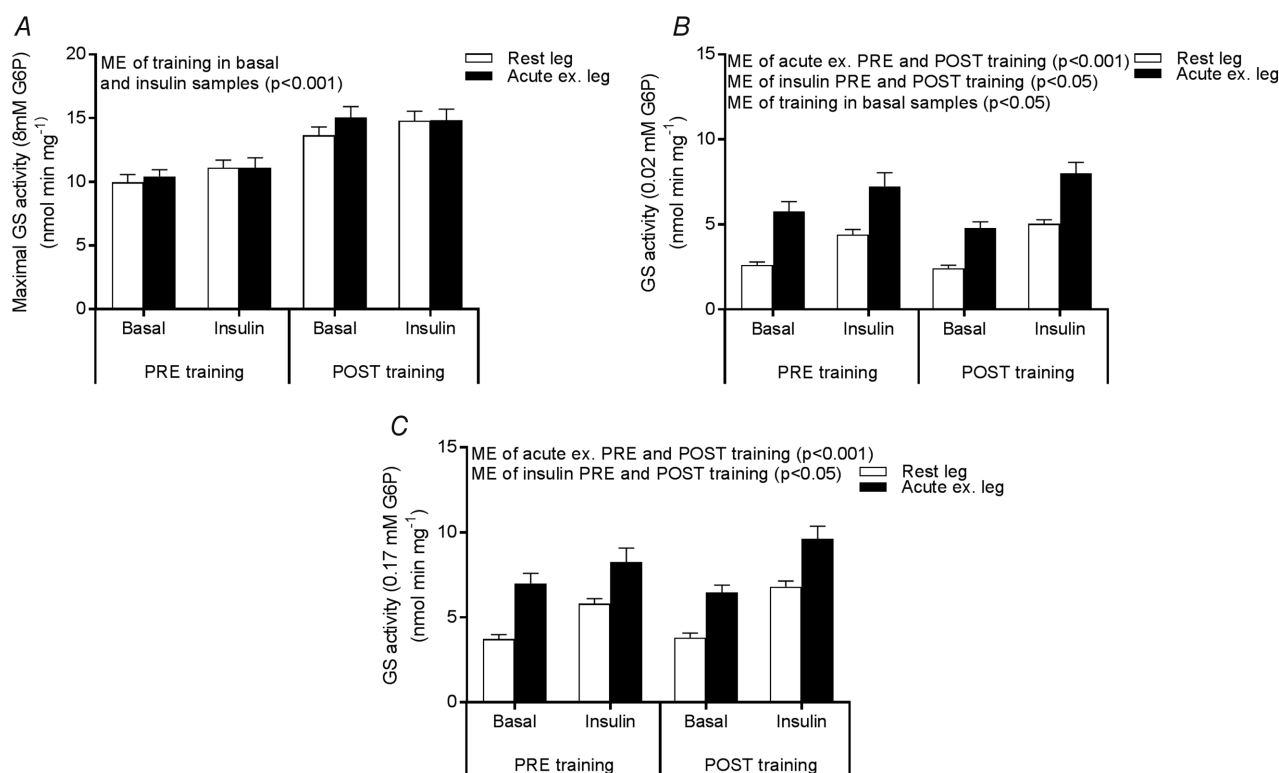 A
Maximal GS activity (8mM G6P)
(nmol min mg-1)
20
15
10
5
0
ME of training in basal
and insulin samples (p<0.001)
Rest leg
Acute ex. leg
Basal Insulin Basal Insulin
PRE training POST training
B
GS activity (0.02 mM G6P)
(nmol min mg-1)
15
10
5
0
ME of acute ex. PRE and POST training (p<0.001)
ME of insulin PRE and POST training (p<0.05)
ME of training in basal samples (p<0.05)
Rest leg
Acute ex. leg
Basal Insulin Basal Insulin
PRE training POST training
C
GS activity (0.17 mM G6P)
(nmol min mg-1)
15
10
5
0
ME of acute ex. PRE and POST training (p<0.001)
ME of insulin PRE and POST training (p<0.05)
Rest leg
Acute ex. leg
Basal Insulin Basal Insulin
PRE training POST training